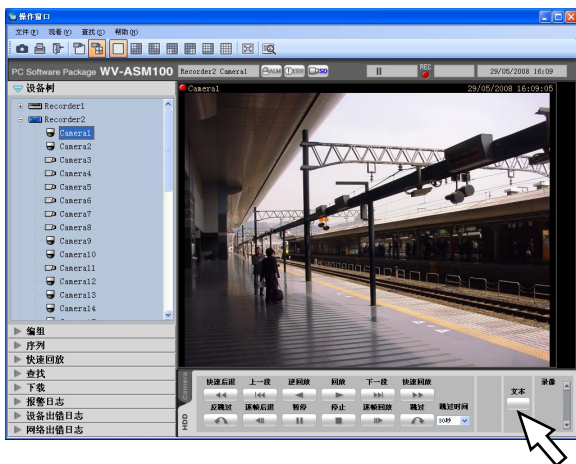 操作窗口
文件(F) 观看(V) 查找(S) 帮助(H)
PC Software Package WV-ASM100 Recorder2 Camera1 ALM ERR SD REC 29/05/2008 16:09
设备树
Camera1 29/05/2008 16:09:05
Recorder1
Recorder2
Camera1
Camera2
Camera3
Camera4
Camera5
Camera6
Camera7
Camera8
Camera9
Camera10
Camera11
Camera12
Camera13
Camera14
编组
序列
快速回放
查找
下载
报警日志
设备出错日志
网络出错日志
Camera
HDD
快速后退 上一段 逆回放 回放 下一段 快速回放
反跳过 逐帧后退 暂停 停止 逐帧回放 跳过 跳过时间
30秒
文本
录像